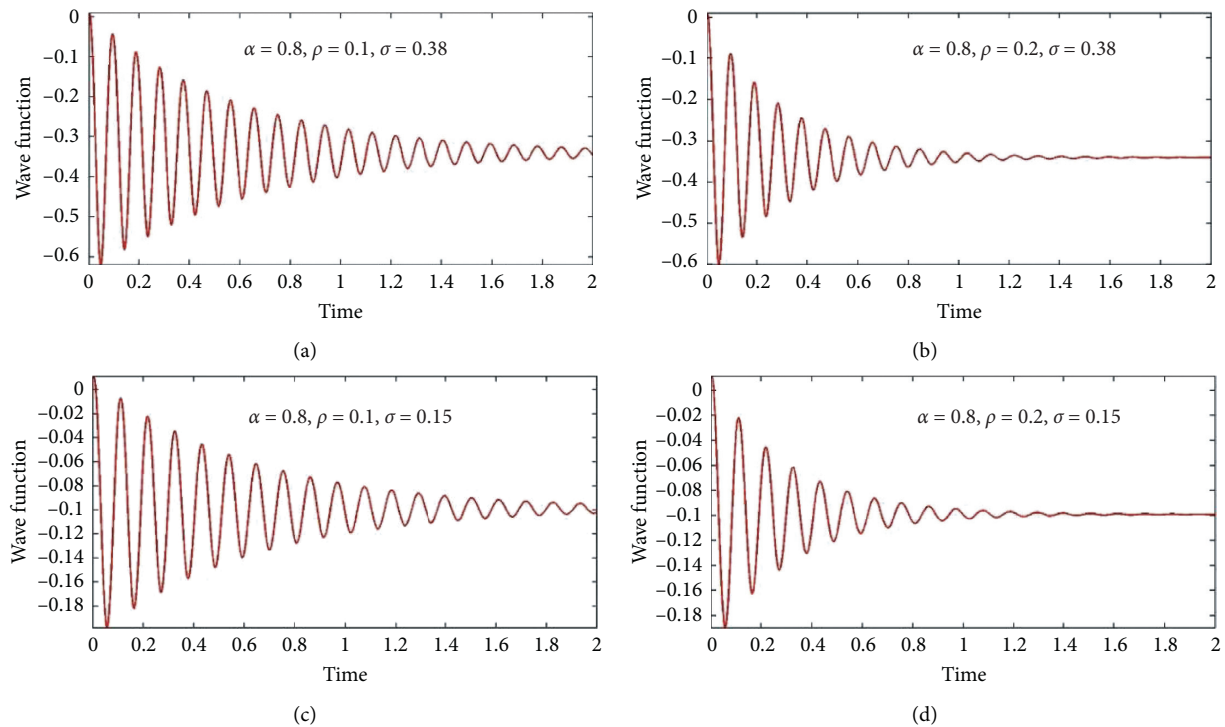 0
−0.1
−0.2
−0.3
−0.4
−0.5
−0.6
Wave function
α = 0.8, ρ = 0.1, σ = 0.38
0 0.2 0.4 0.6 0.8 1 1.2 1.4 1.6 1.8 2
Time
(a)
0
−0.1
−0.2
−0.3
−0.4
−0.5
−0.6
Wave function
α = 0.8, ρ = 0.2, σ = 0.38
0 0.2 0.4 0.6 0.8 1 1.2 1.4 1.6 1.8 2
Time
(b)
0
−0.02
−0.04
−0.06
−0.08
−0.1
−0.12
−0.14
−0.16
−0.18
Wave function
α = 0.8, ρ = 0.1, σ = 0.15
0 0.2 0.4 0.6 0.8 1 1.2 1.4 1.6 1.8 2
Time
(c)
0
−0.02
−0.04
−0.06
−0.08
−0.1
−0.12
−0.14
−0.16
−0.18
Wave function
α = 0.8, ρ = 0.2, σ = 0.15
0 0.2 0.4 0.6 0.8 1 1.2 1.4 1.6 1.8 2
Time
(d)